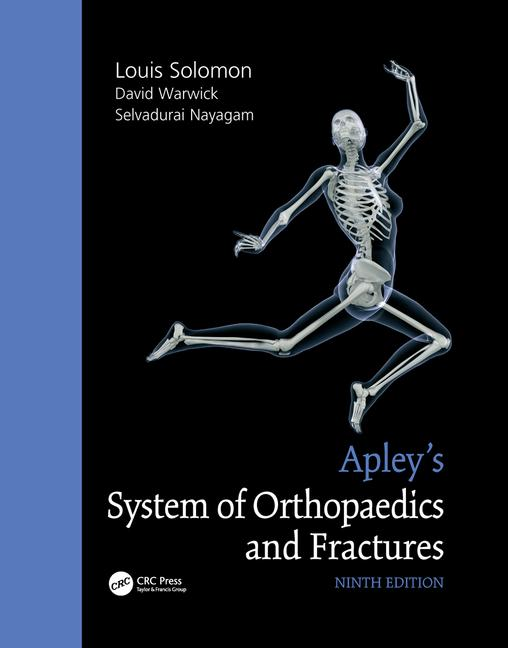 Louis Solomon
David Warwick
Selvadurai Nayagam
Apley's
System of Orthopaedics
and Fractures
NINTH EDITION
CRC
CRC Press
Taylor & Francis Group